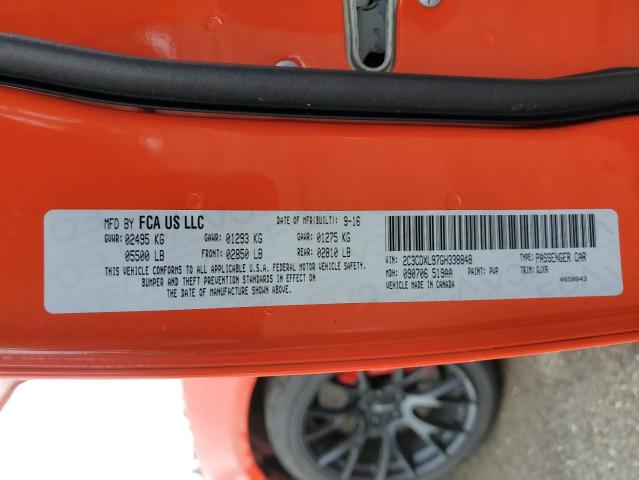 MFD BY FCA US LLC DATE OF MFR(BUILT): 9-16
GVWR: 02495 KG GAWR: 01293 KG GAWR: 01275 KG
05500 LB FRONT: 02850 LB REAR: 02810 LB
THIS VEHICLE CONFORMS TO ALL APPLICABLE U.S.A. FEDERAL MOTOR VEHICLE SAFETY,
BUMPER AND THEFT PREVENTION STANDARDS IN EFFECT ON
THE DATE OF MANUFACTURE SHOWN ABOVE.
VIN: 2C3CDXL97GH338848 TYPE: PASSENGER CAR
MDH: 090706 519AA PAINT: PVP TRIM: GJX9
VEHICLE MADE IN CANADA 4650843